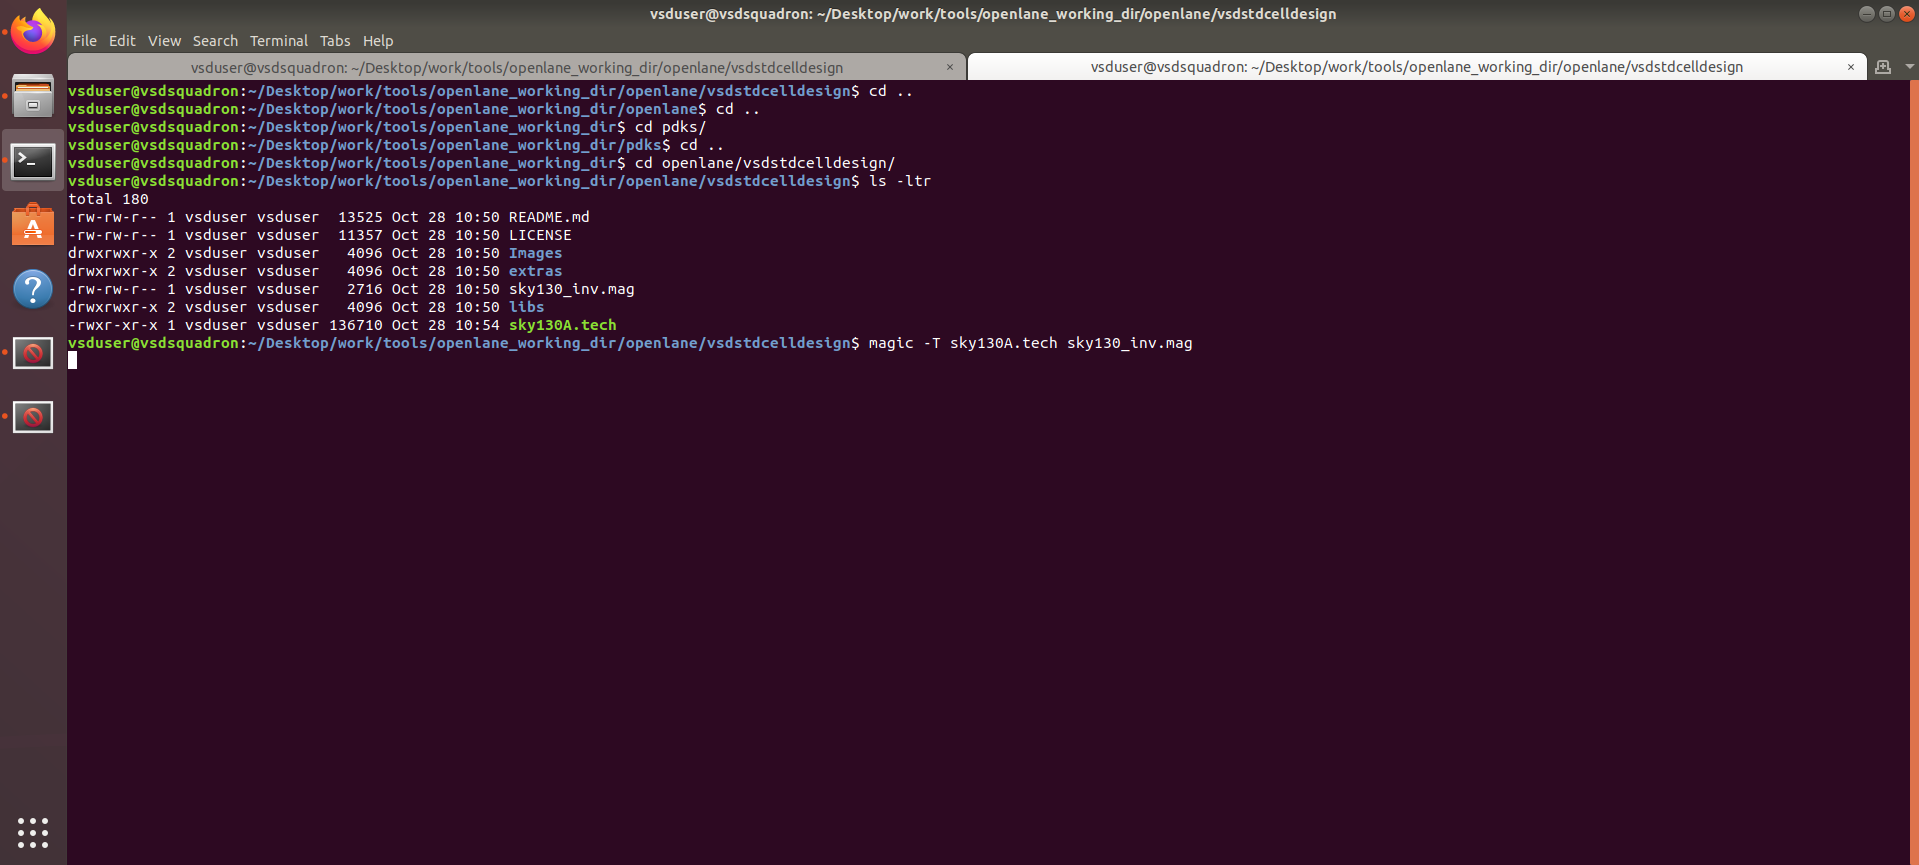 vsduser@vsdsquadron: ~/Desktop/work/tools/openlane_working_dir/openlane/vsdstdcelldesign
File Edit View Search Terminal Tabs Help
vsduser@vsdsquadron: ~/Desktop/work/tools/openlane_working_dir/openlane/vsdstdcelldesign × vsduser@vsdsquadron: ~/Desktop/work/tools/openlane_working_dir/openlane/vsdstdcelldesign ×
vsduser@vsdsquadron:~/Desktop/work/tools/openlane_working_dir/openlane/vsdstdcelldesign$ cd ..
vsduser@vsdsquadron:~/Desktop/work/tools/openlane_working_dir/openlane$ cd ..
vsduser@vsdsquadron:~/Desktop/work/tools/openlane_working_dir$ cd pdks/
vsduser@vsdsquadron:~/Desktop/work/tools/openlane_working_dir/pdks$ cd ..
vsduser@vsdsquadron:~/Desktop/work/tools/openlane_working_dir$ cd openlane/vsdstdcelldesign/
vsduser@vsdsquadron:~/Desktop/work/tools/openlane_working_dir/openlane/vsdstdcelldesign$ ls -ltr
total 180
-rw-rw-r-- 1 vsduser vsduser  13525 Oct 28 10:50 README.md
-rw-rw-r-- 1 vsduser vsduser  11357 Oct 28 10:50 LICENSE
drwxrwxr-x 2 vsduser vsduser   4096 Oct 28 10:50 Images
drwxrwxr-x 2 vsduser vsduser   4096 Oct 28 10:50 extras
-rw-rw-r-- 1 vsduser vsduser   2716 Oct 28 10:50 sky130_inv.mag
drwxrwxr-x 2 vsduser vsduser   4096 Oct 28 10:50 libs
-rwxr-xr-x 1 vsduser vsduser 136710 Oct 28 10:54 sky130A.tech
vsduser@vsdsquadron:~/Desktop/work/tools/openlane_working_dir/openlane/vsdstdcelldesign$ magic -T sky130A.tech sky130_inv.mag